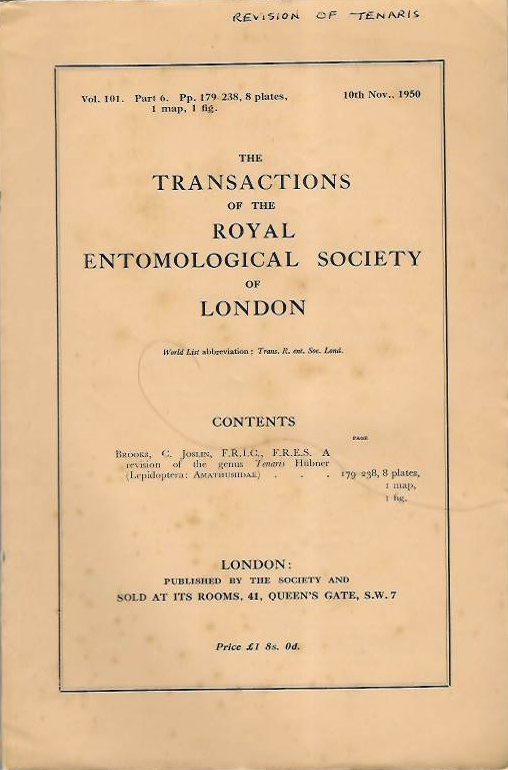 REVISION OF TENARIS
Vol. 101. Part 6. Pp. 179-238, 8 plates, 10th Nov., 1950
1 map, 1 fig.
THE
TRANSACTIONS
OF THE
ROYAL
ENTOMOLOGICAL SOCIETY
OF
LONDON
World List abbreviation: Trans. R. ent. Soc. Lond.
CONTENTS
PAGE
BROOKS, C. JOSLIN, F.R.I.C., F.R.E.S. A
revision of the genus Tenaris Hübner
(Lepidoptera: AMATHUSIIDAE) . . . 179-238, 8 plates,
1 map,
1 fig.
LONDON:
PUBLISHED BY THE SOCIETY AND
SOLD AT ITS ROOMS, 41, QUEEN'S GATE, S.W.7
Price £1 8s. 0d.